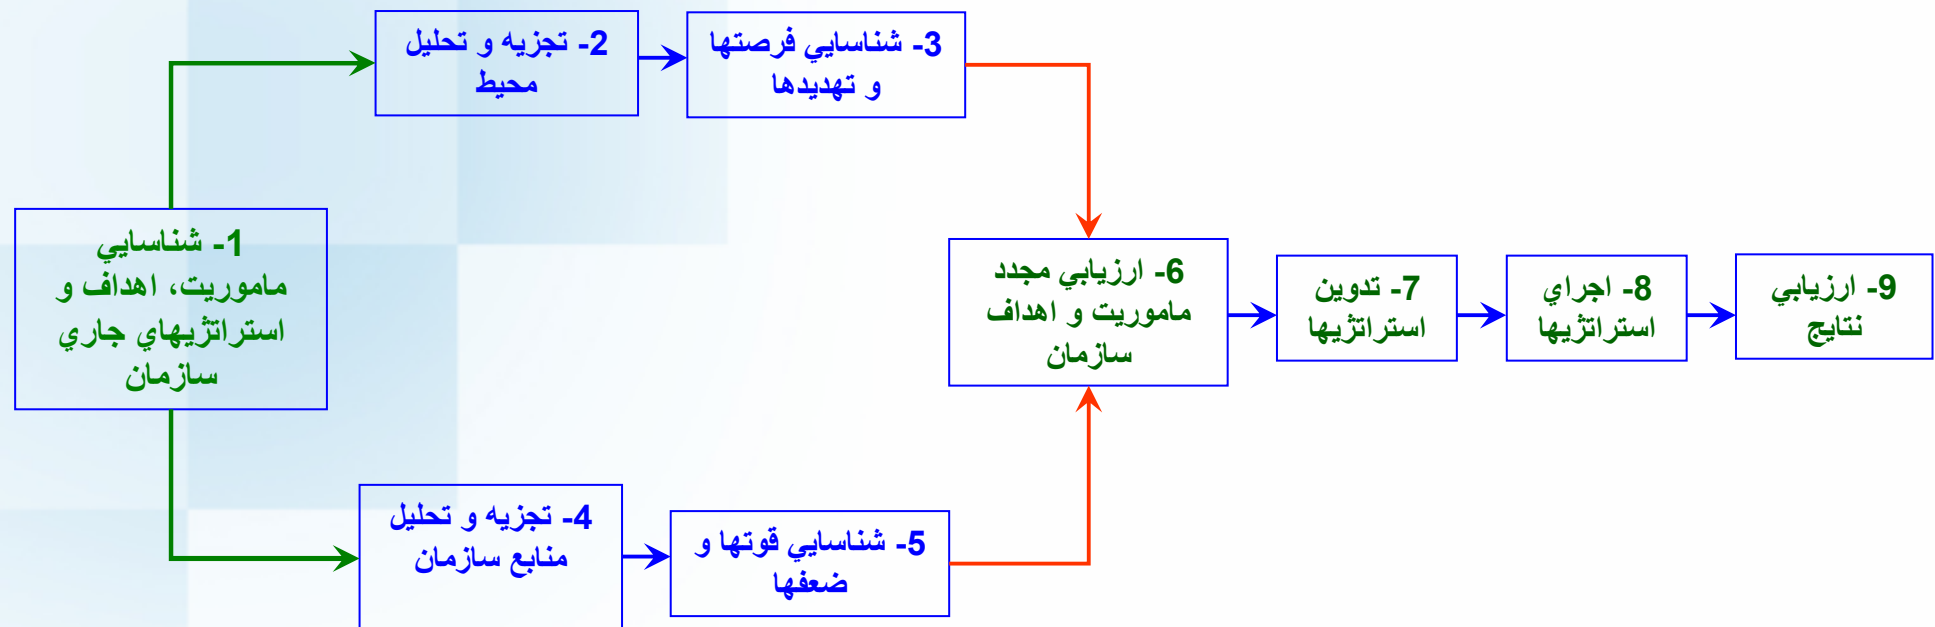 1- شناسايي
ماموريت، اهداف و
استراتژيهاي جاري
سازمان
2- تجزيه و تحليل
محيط
3- شناسايي فرصتها
و تهديدها
4- تجزيه و تحليل
منابع سازمان
5- شناسايي قوتها و
ضعفها
6- ارزيابي مجدد
ماموريت و اهداف
سازمان
7- تدوين
استراتژيها
8- اجراي
استراتژيها
9- ارزيابي
نتايج